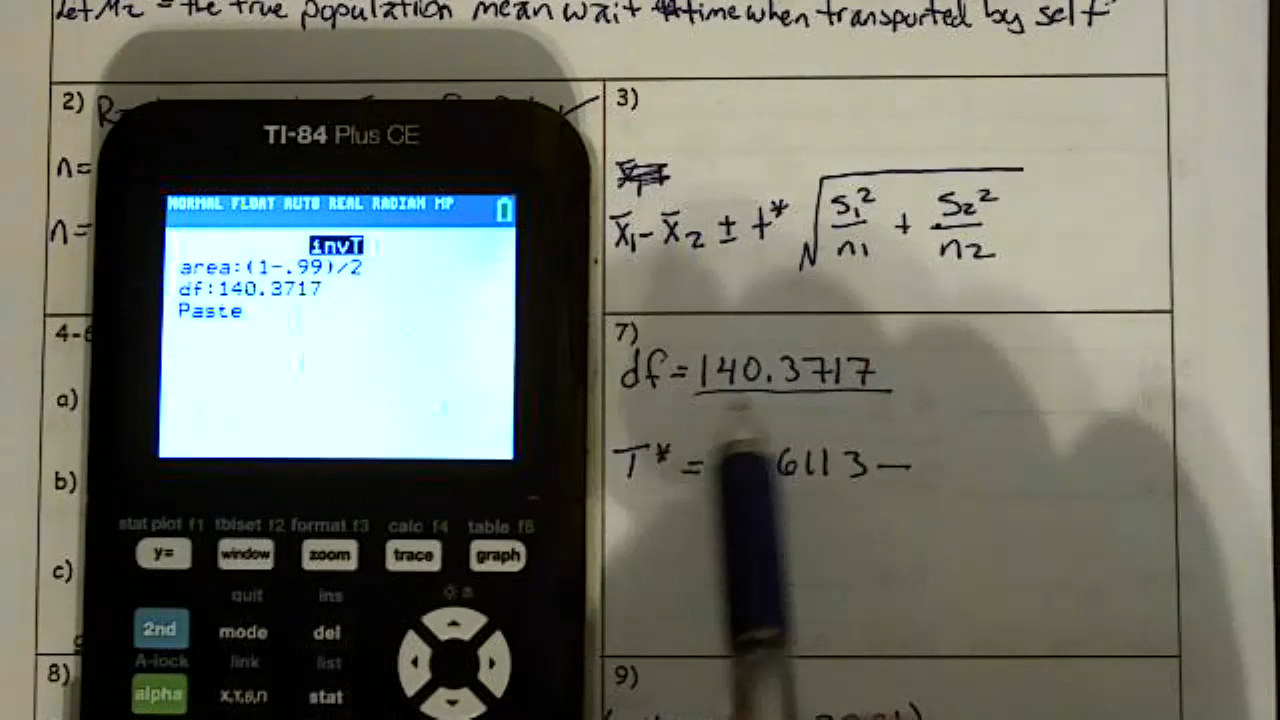 let M₂ = the true population mean wait time when transported by self
2)
n=
n=
3)
x̄₁ - x̄₂ ± t* √ s₁²/n₁ + s₂²/n₂
4-
a)
b)
c)
7)
df = 140.3717
T* = 6113 —
8)
9)
TI-84 Plus CE
NORMAL FLOAT AUTO REAL RADIAN MP
invT
area:(1-.99)/2
df:140.3717
Paste
stat plot f1 tblset f2 format f3 calc f4 table f5
y= window zoom trace graph
quit ins
2nd mode del
A-lock link list
alpha X,T,θ,n stat